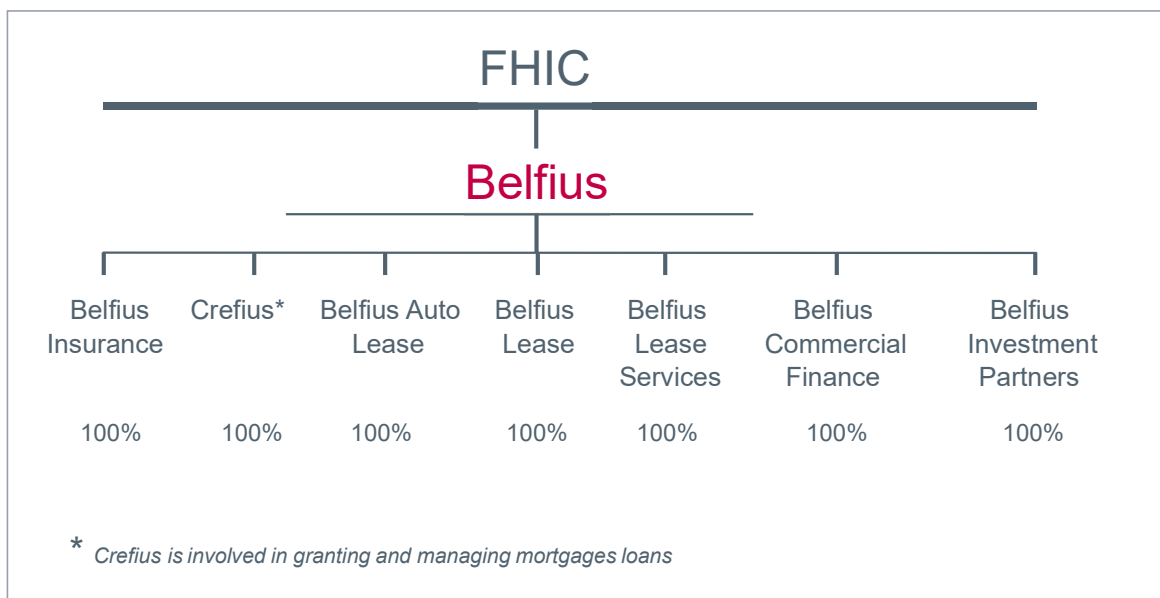 FHIC
Belfius
Belfius Insurance
Crefius*
Belfius Auto Lease
Belfius Lease
Belfius Lease Services
Belfius Commercial Finance
Belfius Investment Partners
100% 100% 100% 100% 100% 100% 100%
* Crefius is involved in granting and managing mortgages loans